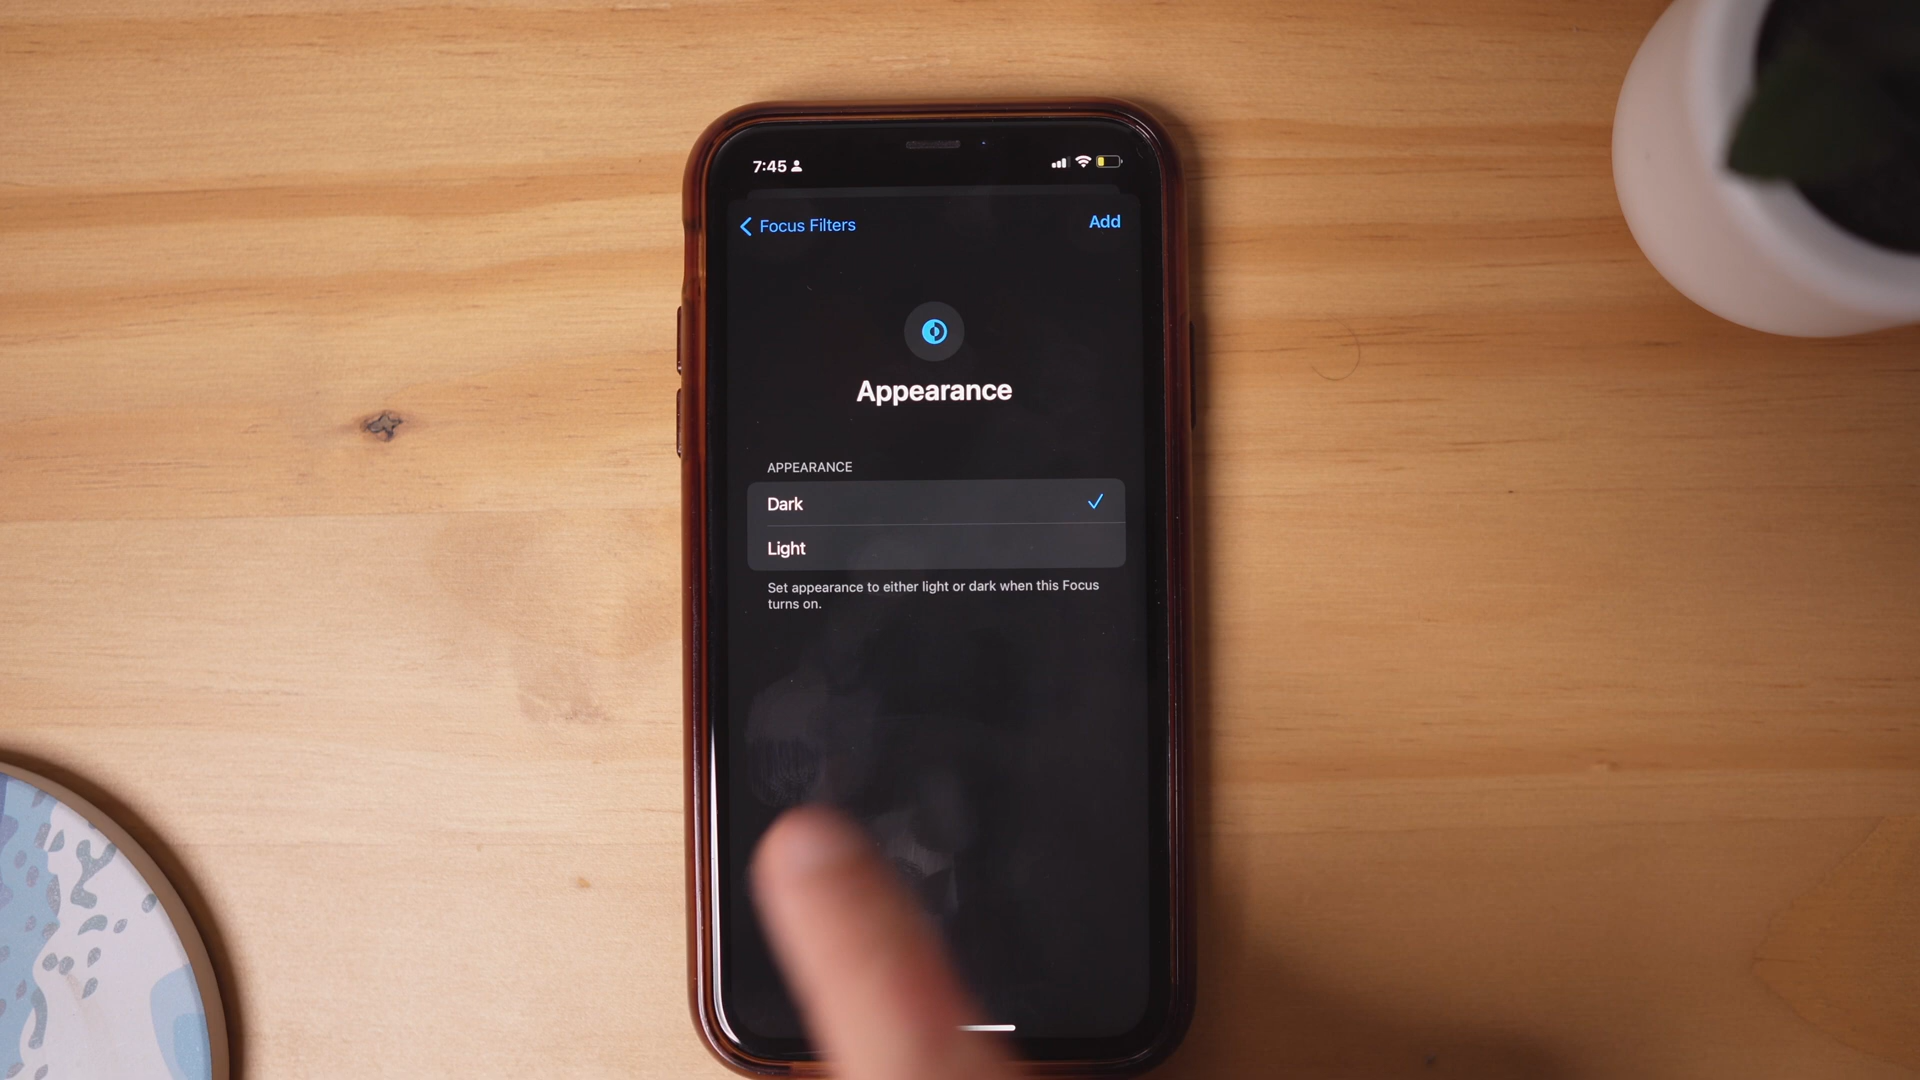 7:45
Focus Filters
Add
Appearance
APPEARANCE
Dark
Light
Set appearance to either light or dark when this Focus
turns on.